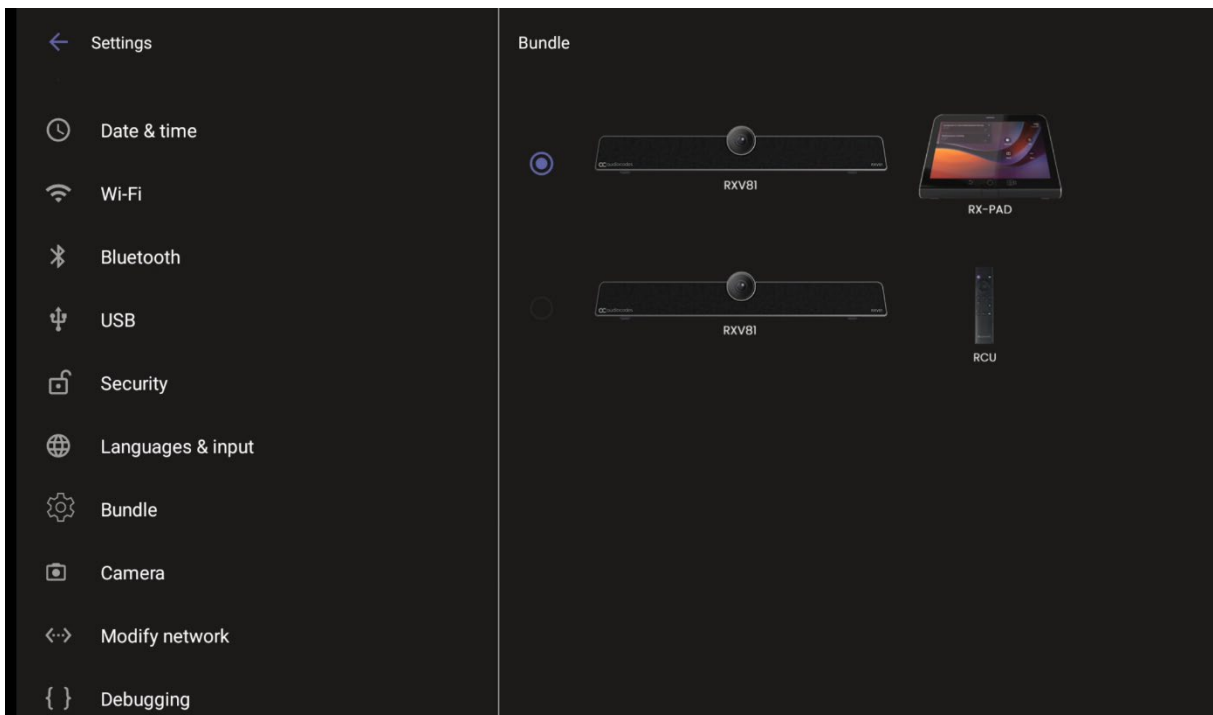 Settings
Date & time
Wi-Fi
Bluetooth
USB
Security
Languages & input
Bundle
Camera
Modify network
Debugging
Bundle
RXV81
RX-PAD
RXV81
RCU